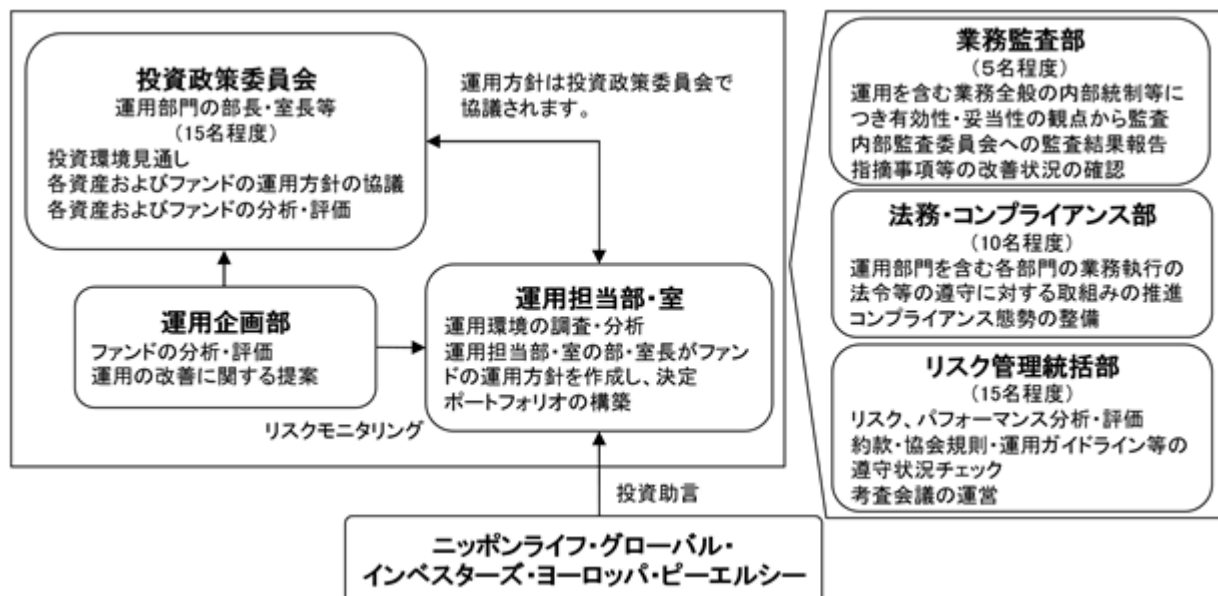 投資政策委員会
運用部門の部長・室長等
(15名程度)
投資環境見通し
各資産およびファンドの運用方針の協議
各資産およびファンドの分析・評価
運用方針は投資政策委員会で
協議されます。
運用企画部
ファンドの分析・評価
運用の改善に関する提案
運用担当部・室
運用環境の調査・分析
運用担当部・室の部・室長がファン
ドの運用方針を作成し、決定
ポートフォリオの構築
リスクモニタリング
投資助言
ニッポンライフ・グローバル・
インベスターズ・ヨーロッパ・ピーエルシー
業務監査部
(5名程度)
運用を含む業務全般の内部統制等に
つき有効性・妥当性の観点から監査
内部監査委員会への監査結果報告
指摘事項等の改善状況の確認
法務・コンプライアンス部
(10名程度)
運用部門を含む各部門の業務執行の
法令等の遵守に対する取組みの推進
コンプライアンス態勢の整備
リスク管理統括部
(15名程度)
リスク、パフォーマンス分析・評価
約款・協会規則・運用ガイドライン等の
遵守状況チェック
考査会議の運営